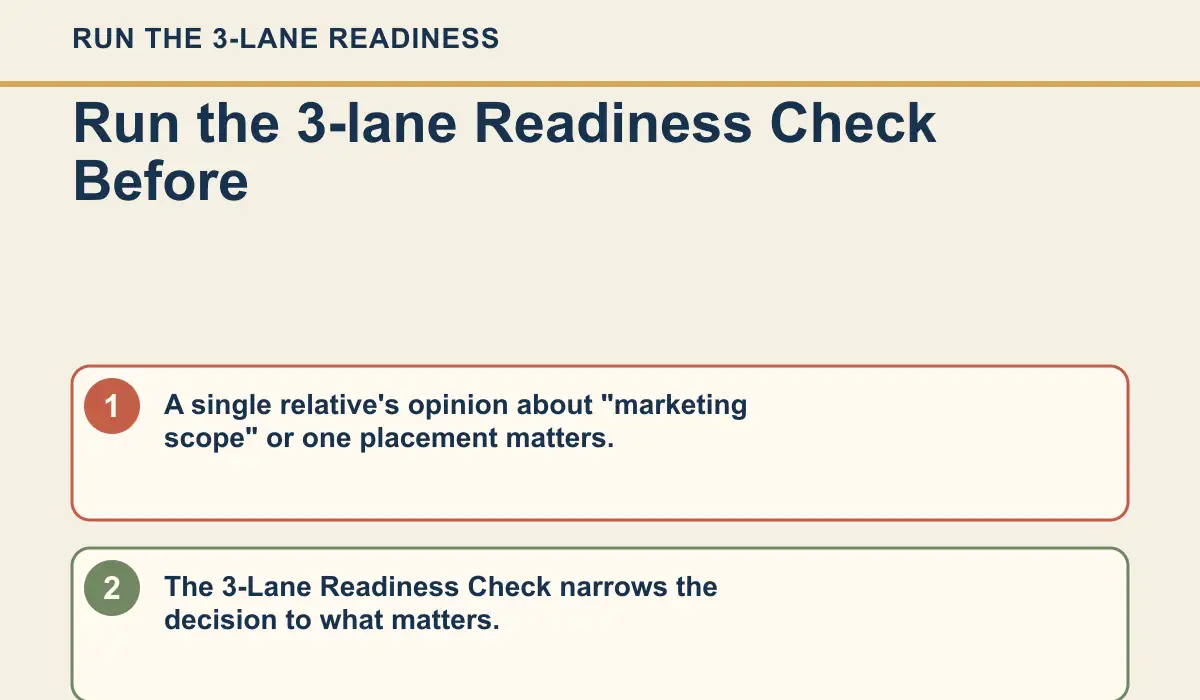 RUN THE 3-LANE READINESS
Run the 3-lane Readiness Check
Before
1
A single relative's opinion about "marketing
scope" or one placement matters.
2
The 3-Lane Readiness Check narrows the
decision to what matters.